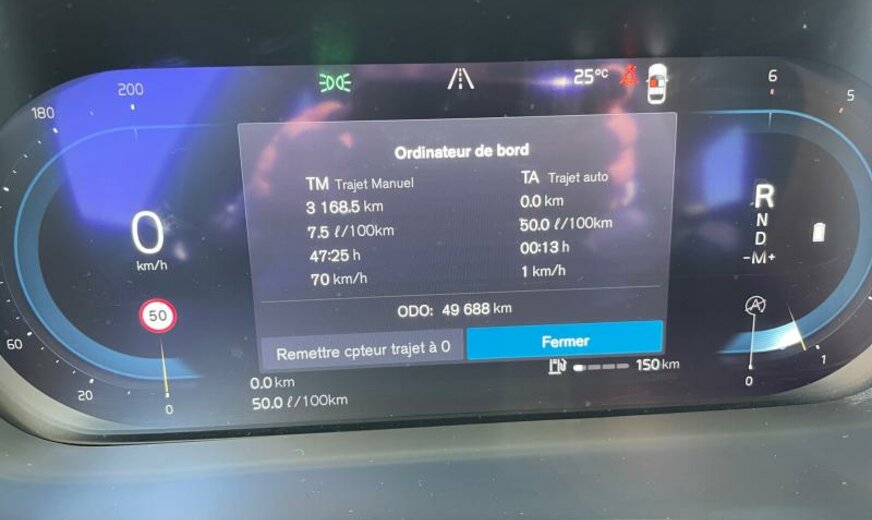 200
180
25°C
6
5
Ordinateur de bord
TM Trajet Manuel
3 168.5 km
7.5 ℓ/100km
47:25 h
70 km/h
TA Trajet auto
0.0 km
50.0 ℓ/100km
00:13 h
1 km/h
0
km/h
R
N
D
-M+
50
ODO: 49 688 km
A
60
Remettre cpteur trajet à 0
Fermer
150 km
1
20
0
0.0 km
50.0 ℓ/100km
0